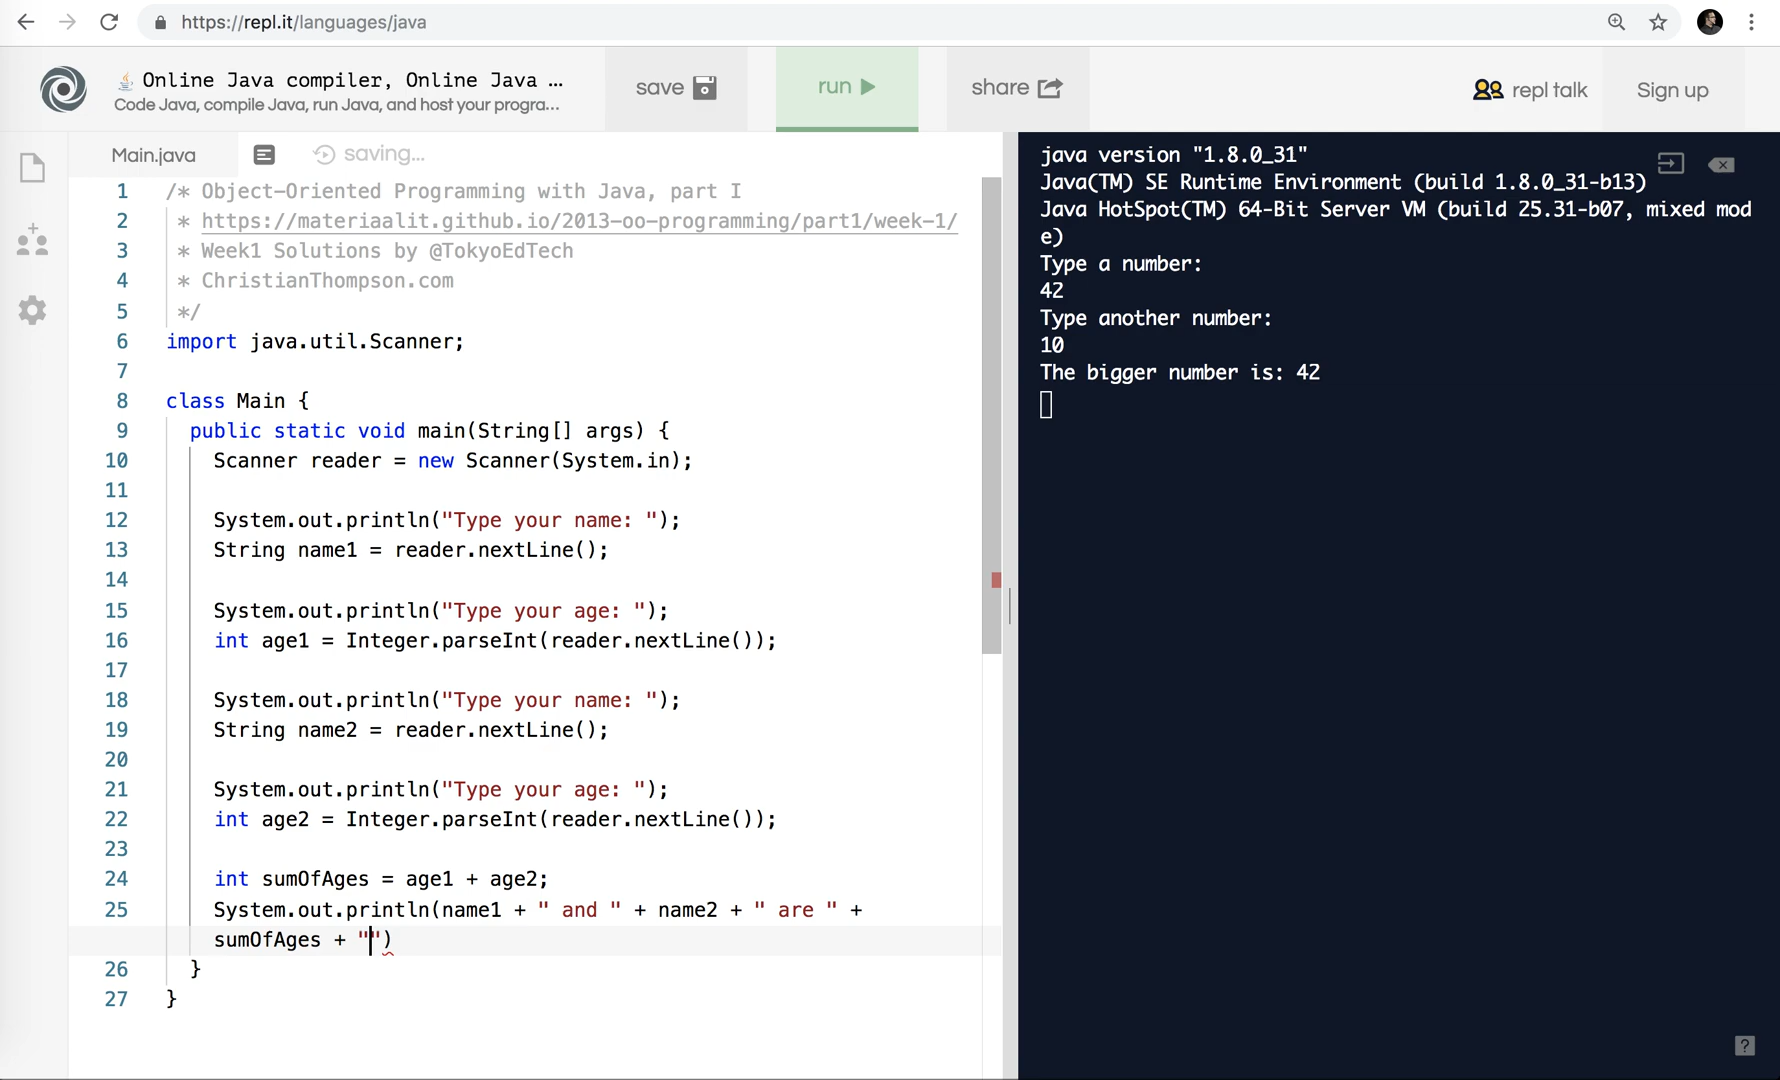 https://repl.it/languages/java
Online Java compiler, Online Java ...
Code Java, compile Java, run Java, and host your progra...
save
run
share
repl talk
Sign up
Main.java
saving...
1 /* Object-Oriented Programming with Java, part I
2 * https://materiaalit.github.io/2013-oo-programming/part1/week-1/
3 * Week1 Solutions by @TokyoEdTech
4 * ChristianThompson.com
5 */
6 import java.util.Scanner;
7
8 class Main {
9 public static void main(String[] args) {
10 Scanner reader = new Scanner(System.in);
11
12 System.out.println("Type your name: ");
13 String name1 = reader.nextLine();
14
15 System.out.println("Type your age: ");
16 int age1 = Integer.parseInt(reader.nextLine());
17
18 System.out.println("Type your name: ");
19 String name2 = reader.nextLine();
20
21 System.out.println("Type your age: ");
22 int age2 = Integer.parseInt(reader.nextLine());
23
24 int sumOfAges = age1 + age2;
25 System.out.println(name1 + " and " + name2 + " are " +
sumOfAges + "")
26 }
27 }
java version "1.8.0_31"
Java(TM) SE Runtime Environment (build 1.8.0_31-b13)
Java HotSpot(TM) 64-Bit Server VM (build 25.31-b07, mixed mod
e)
Type a number:
42
Type another number:
10
The bigger number is: 42
?